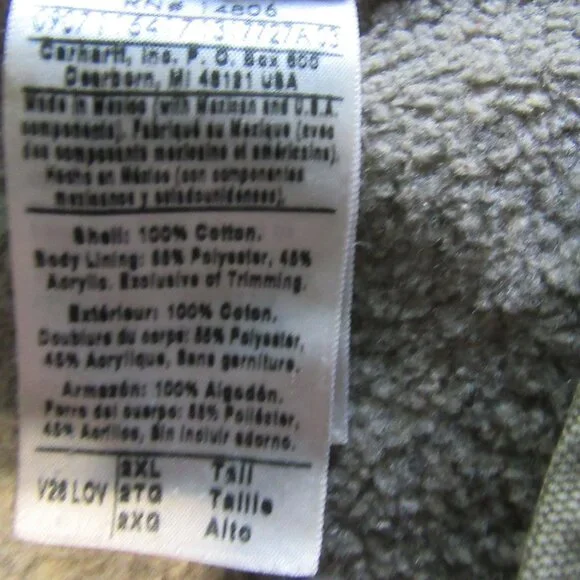 RN# 14806
Carhartt, Inc. P. O. Box 600
Dearborn, MI 48121 USA
Made in Mexico (with Mexican and U.S.A.
components). Fabriqué au Mexique (avec
des composants mexicains et américains).
Hecho en México (con componentes
mexicanos y estadounidenses).
Shell: 100% Cotton.
Body Lining: 55% Polyester, 45%
Acrylic. Exclusive of Trimming.
Extérieur: 100% Coton.
Doublure du corps: 55% Polyester,
45% Acrylique, Sans garniture.
Armazón: 100% Algodón.
Forro del cuerpo: 55% Poliéster,
45% Acrílico, Sin incluir adorno.
V28 LOV 2XL Tall
2TG Taille
2XG Alto